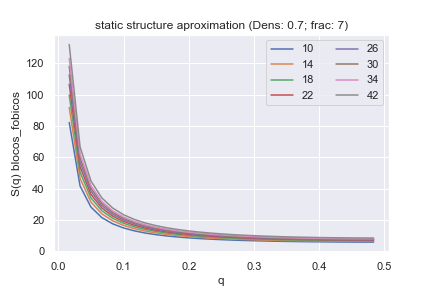 static structure aproximation (Dens: 0.7; frac: 7)
10 26
14 30
18 34
22 42
120
100
80
60
40
20
0
S(q) blocos_fobicos
0.0 0.1 0.2 0.3 0.4 0.5
q